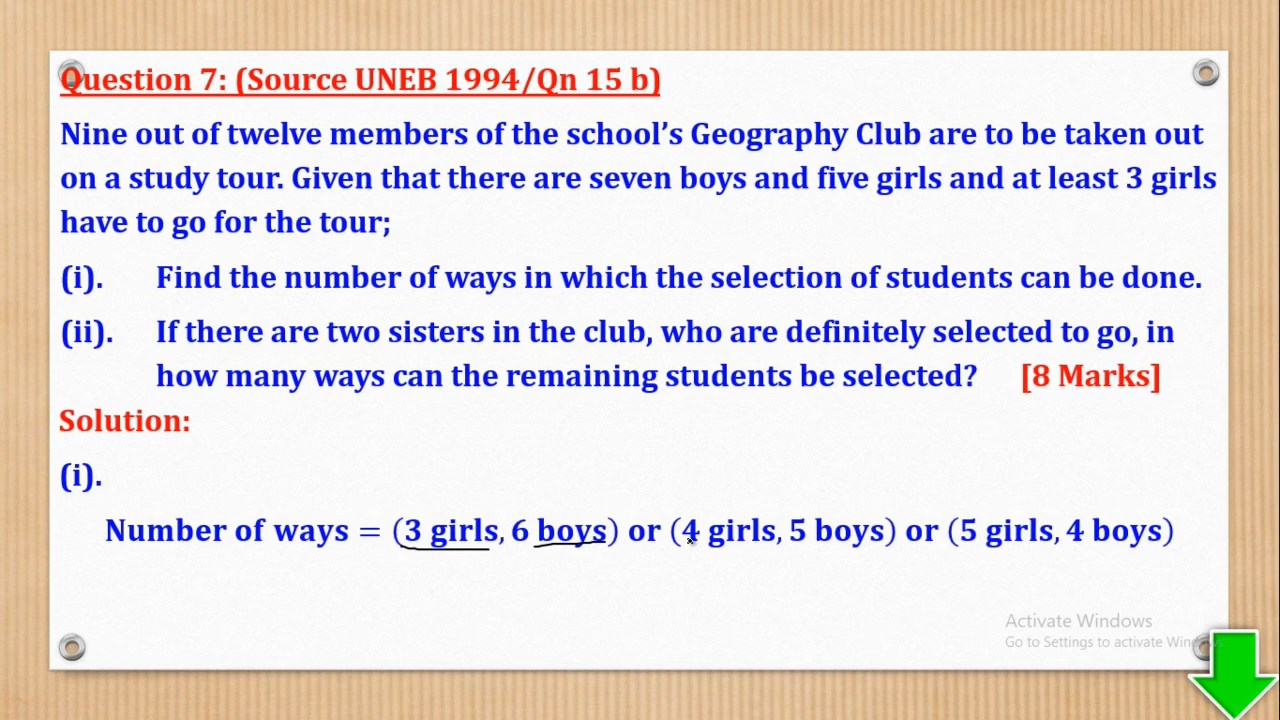 Question 7: (Source UNEB 1994/Qn 15 b)
Nine out of twelve members of the school's Geography Club are to be taken out
on a study tour. Given that there are seven boys and five girls and at least 3 girls
have to go for the tour;
(i). Find the number of ways in which the selection of students can be done.
(ii). If there are two sisters in the club, who are definitely selected to go, in
how many ways can the remaining students be selected? [8 Marks]
Solution:
(i).
Number of ways = (3 girls, 6 boys) or (4 girls, 5 boys) or (5 girls, 4 boys)
Activate Windows
Go to Settings to activate Windows